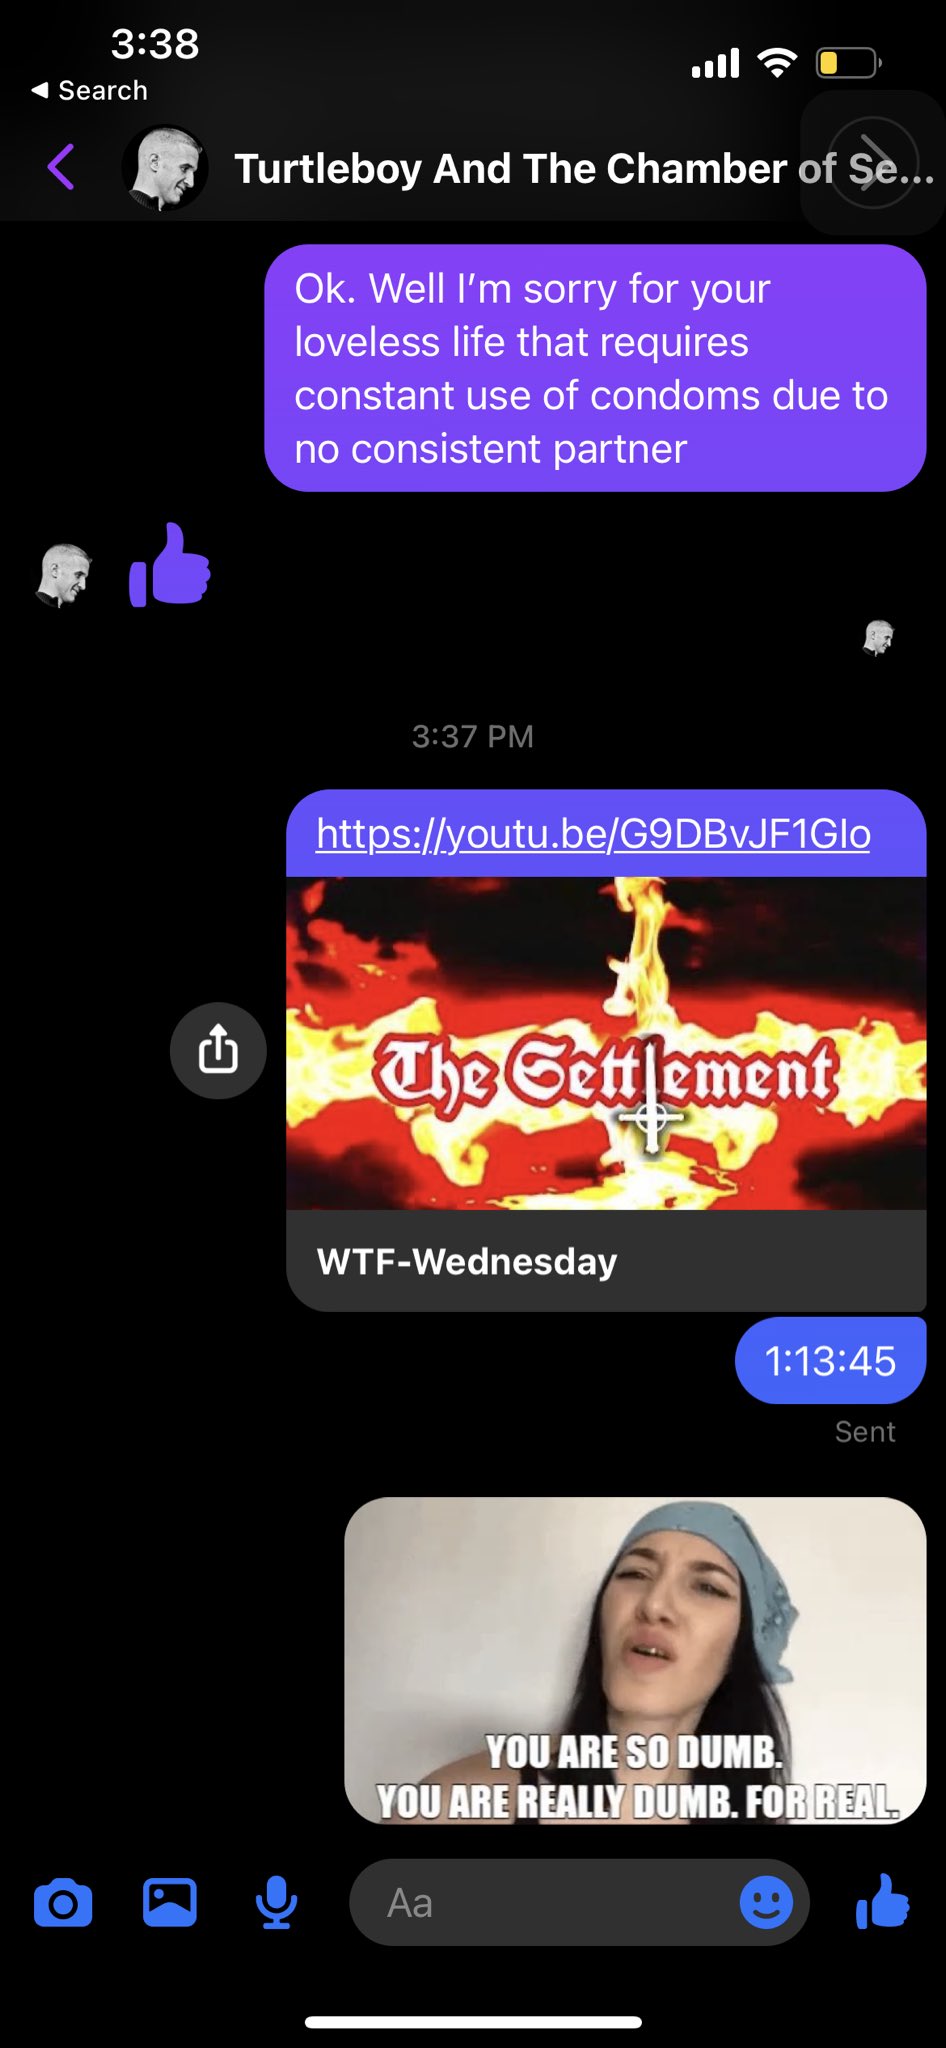 3:38
Search
Turtleboy And The Chamber of Se...
Ok. Well I’m sorry for your
loveless life that requires
constant use of condoms due to
no consistent partner
3:37 PM
https://youtu.be/G9DBvJF1GIo
The Settlement
WTF-Wednesday
1:13:45
Sent
YOU ARE SO DUMB.
YOU ARE REALLY DUMB. FOR REAL.
Aa